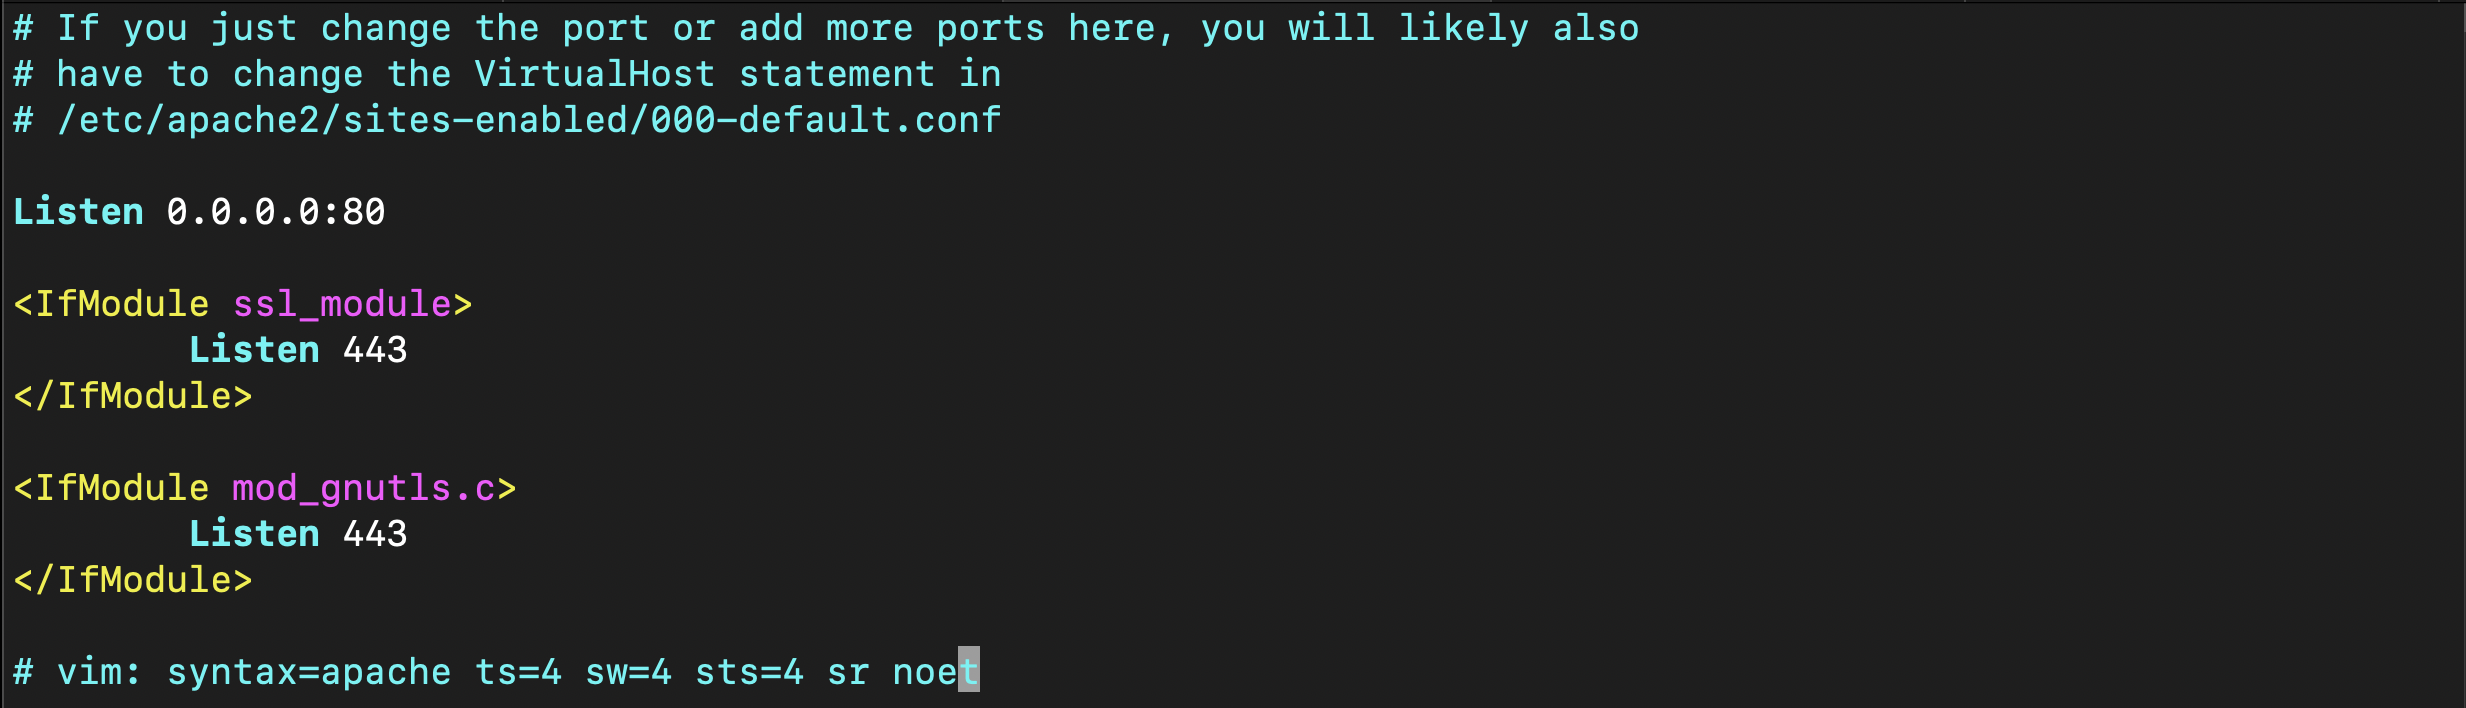 # If you just change the port or add more ports here, you will likely also
# have to change the VirtualHost statement in
# /etc/apache2/sites-enabled/000-default.conf
Listen 0.0.0.0:80
<IfModule ssl_module>
Listen 443
</IfModule>
<IfModule mod_gnutls.c>
Listen 443
</IfModule>
# vim: syntax=apache ts=4 sw=4 sts=4 sr noet